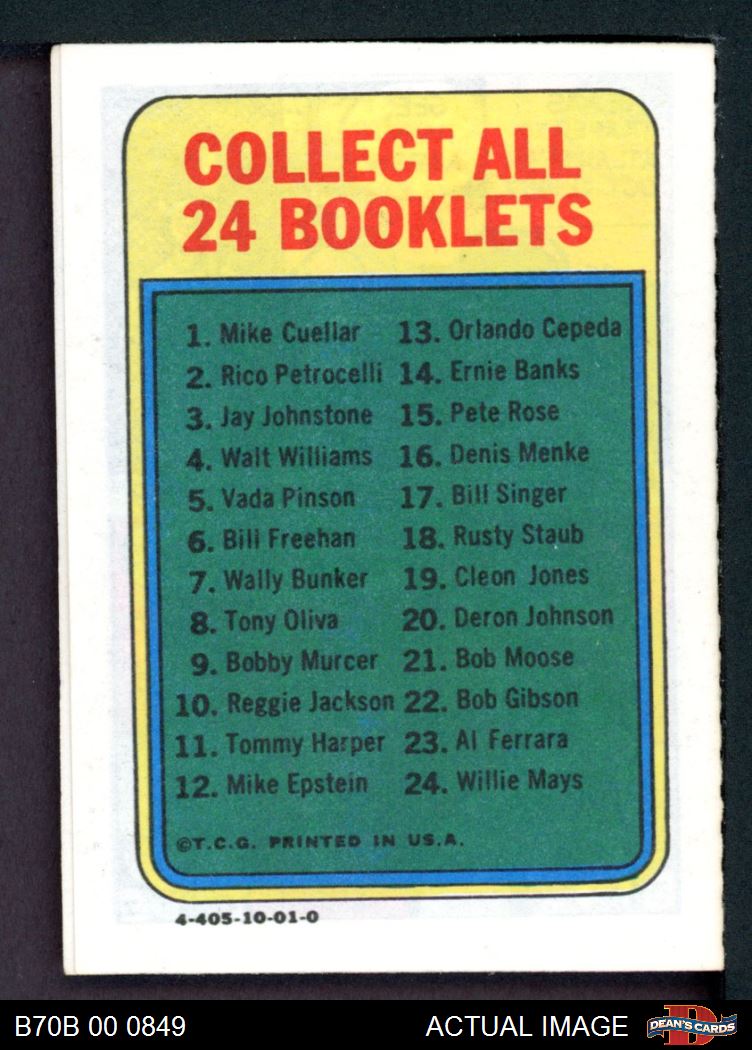 COLLECT ALL
24 BOOKLETS
1. Mike Cuellar
2. Rico Petrocelli
3. Jay Johnstone
4. Walt Williams
5. Vada Pinson
6. Bill Freehan
7. Wally Bunker
8. Tony Oliva
9. Bobby Murcer
10. Reggie Jackson
11. Tommy Harper
12. Mike Epstein
13. Orlando Cepeda
14. Ernie Banks
15. Pete Rose
16. Denis Menke
17. Bill Singer
18. Rusty Staub
19. Cleon Jones
20. Deron Johnson
21. Bob Moose
22. Bob Gibson
23. Al Ferrara
24. Willie Mays
©T.C.G. PRINTED IN U.S.A.
4-405-10-01-0
B70B 00 0849
ACTUAL IMAGE
D
DEAN'S CARDS